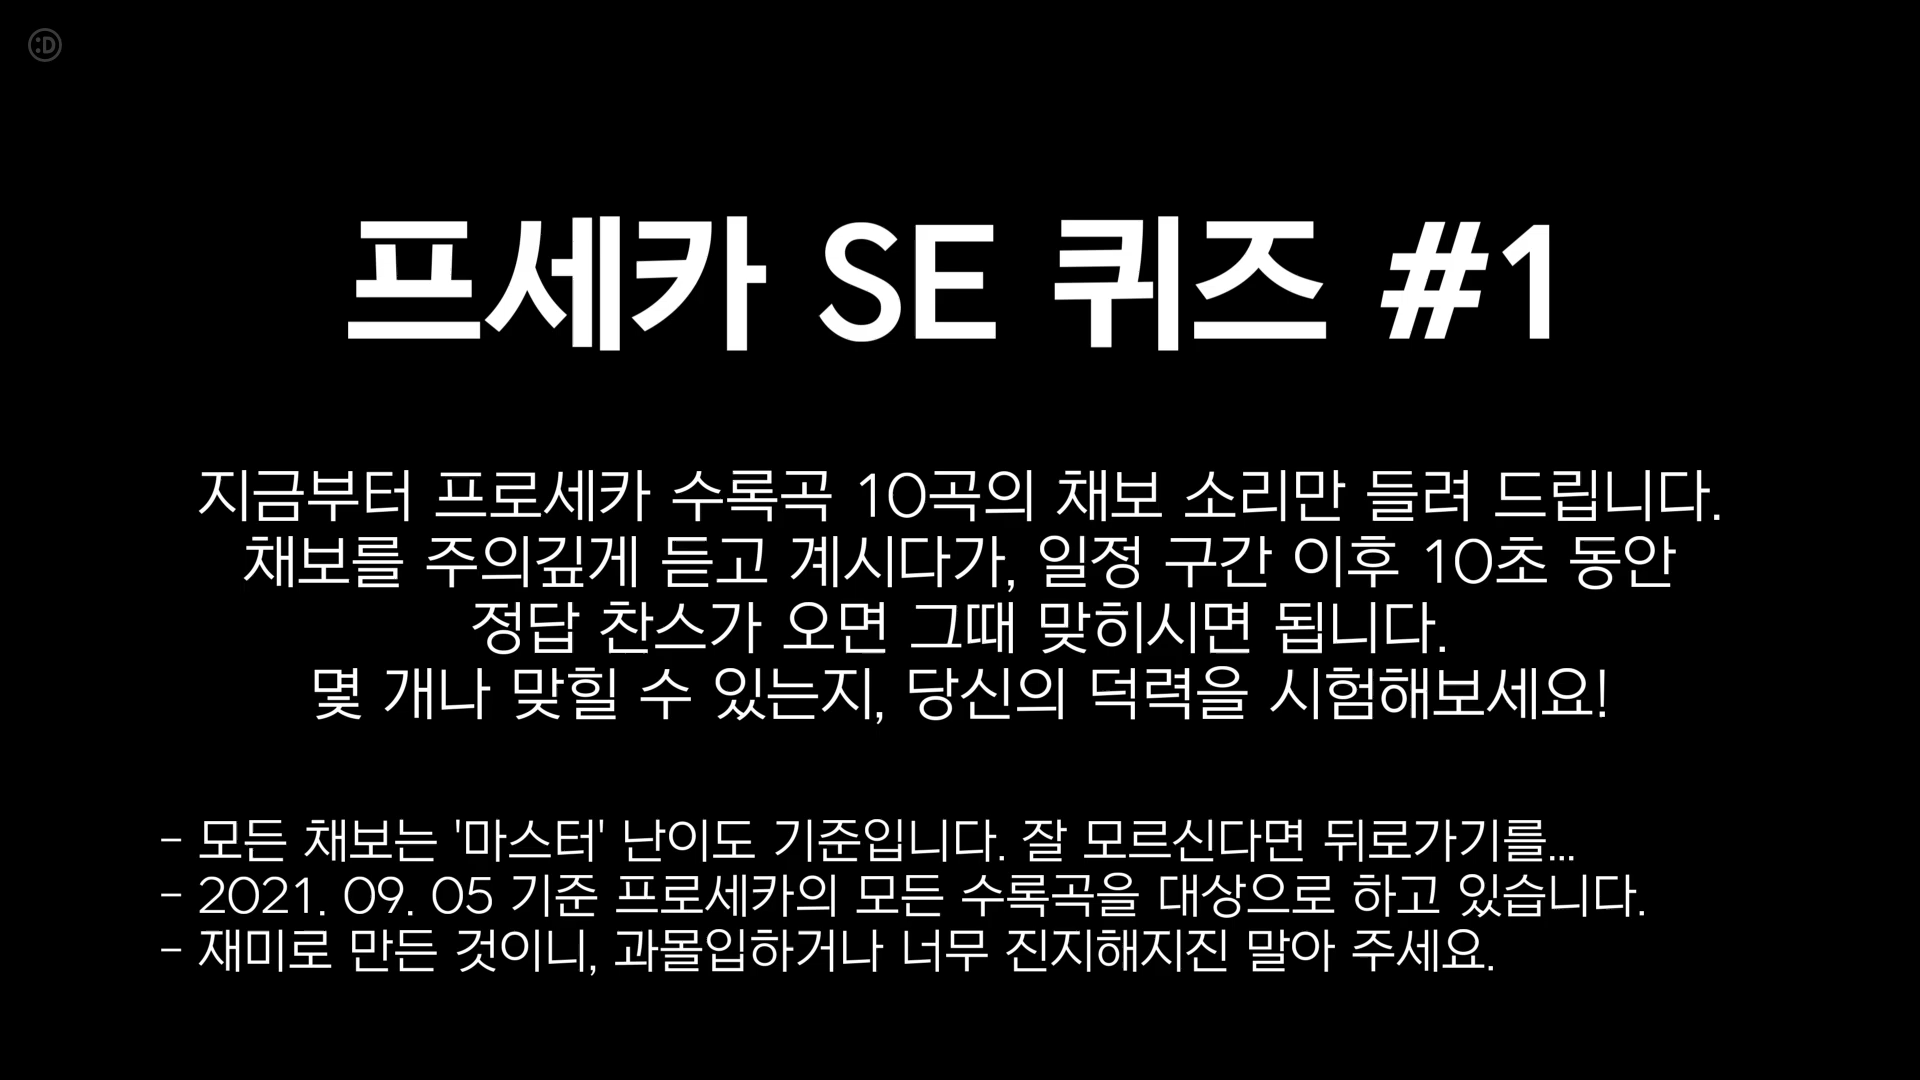 :D
프세카 SE 퀴즈 #1
지금부터 프로세카 수록곡 10곡의 채보 소리만 들려 드립니다.
채보를 주의깊게 듣고 계시다가, 일정 구간 이후 10초 동안
정답 찬스가 오면 그때 맞히시면 됩니다.
몇 개나 맞힐 수 있는지, 당신의 덕력을 시험해보세요!
- 모든 채보는 '마스터' 난이도 기준입니다. 잘 모르신다면 뒤로가기를...
- 2021. 09. 05 기준 프로세카의 모든 수록곡을 대상으로 하고 있습니다.
- 재미로 만든 것이니, 과몰입하거나 너무 진지해지진 말아 주세요.